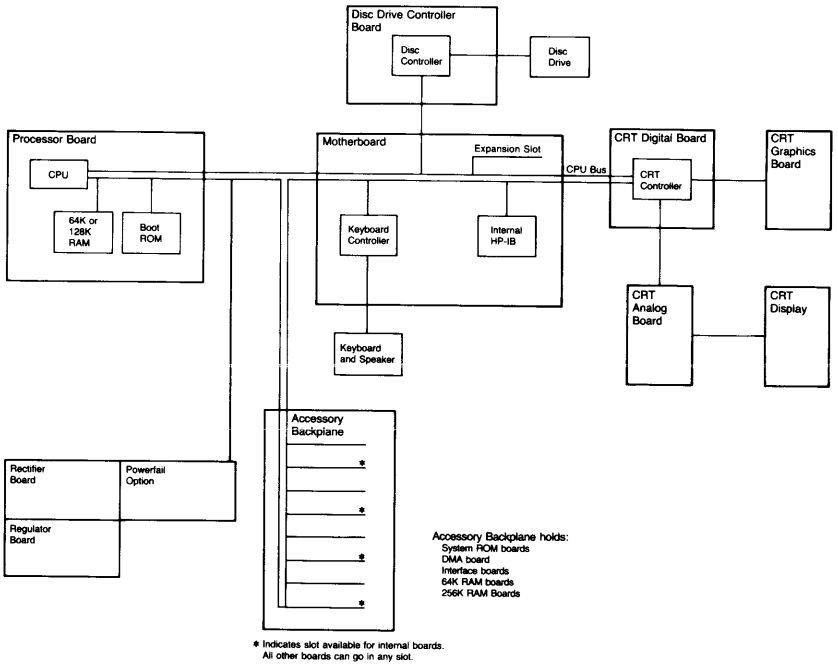 Disc Drive Controller
Board
Disc
Controller
Disc
Drive
Processor Board
CPU
64K or
128K
RAM
Boot
ROM
Motherboard
Expansion Slot
Keyboard
Controller
Internal
HP-IB
Keyboard
and Speaker
CPU Bus
CRT Digital Board
CRT
Controller
CRT
Graphics
Board
CRT
Analog
Board
CRT
Display
Accessory
Backplane
*
*
*
*
Rectifier
Board
Powerfail
Option
Regulator
Board
Accessory Backplane holds:
System ROM boards
DMA board
Interface boards
64K RAM boards
256K RAM Boards
* Indicates slot available for internal boards.
All other boards can go in any slot.